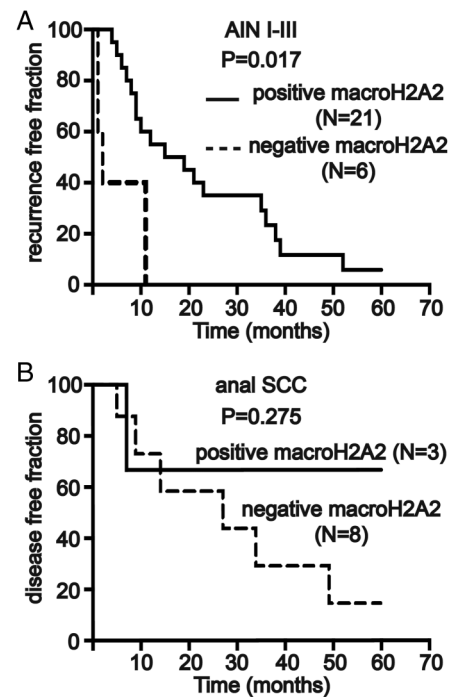 A
AIN I-III
P=0.017
positive macroH2A2
(N=21)
negative macroH2A2
(N=6)
recurrence free fraction
100
80
60
40
20
0
10 20 30 40 50 60 70
Time (months)
B
anal SCC
P=0.275
positive macroH2A2 (N=3)
negative macroH2A2
(N=8)
disease free fraction
100
80
60
40
20
0
10 20 30 40 50 60 70
Time (months)